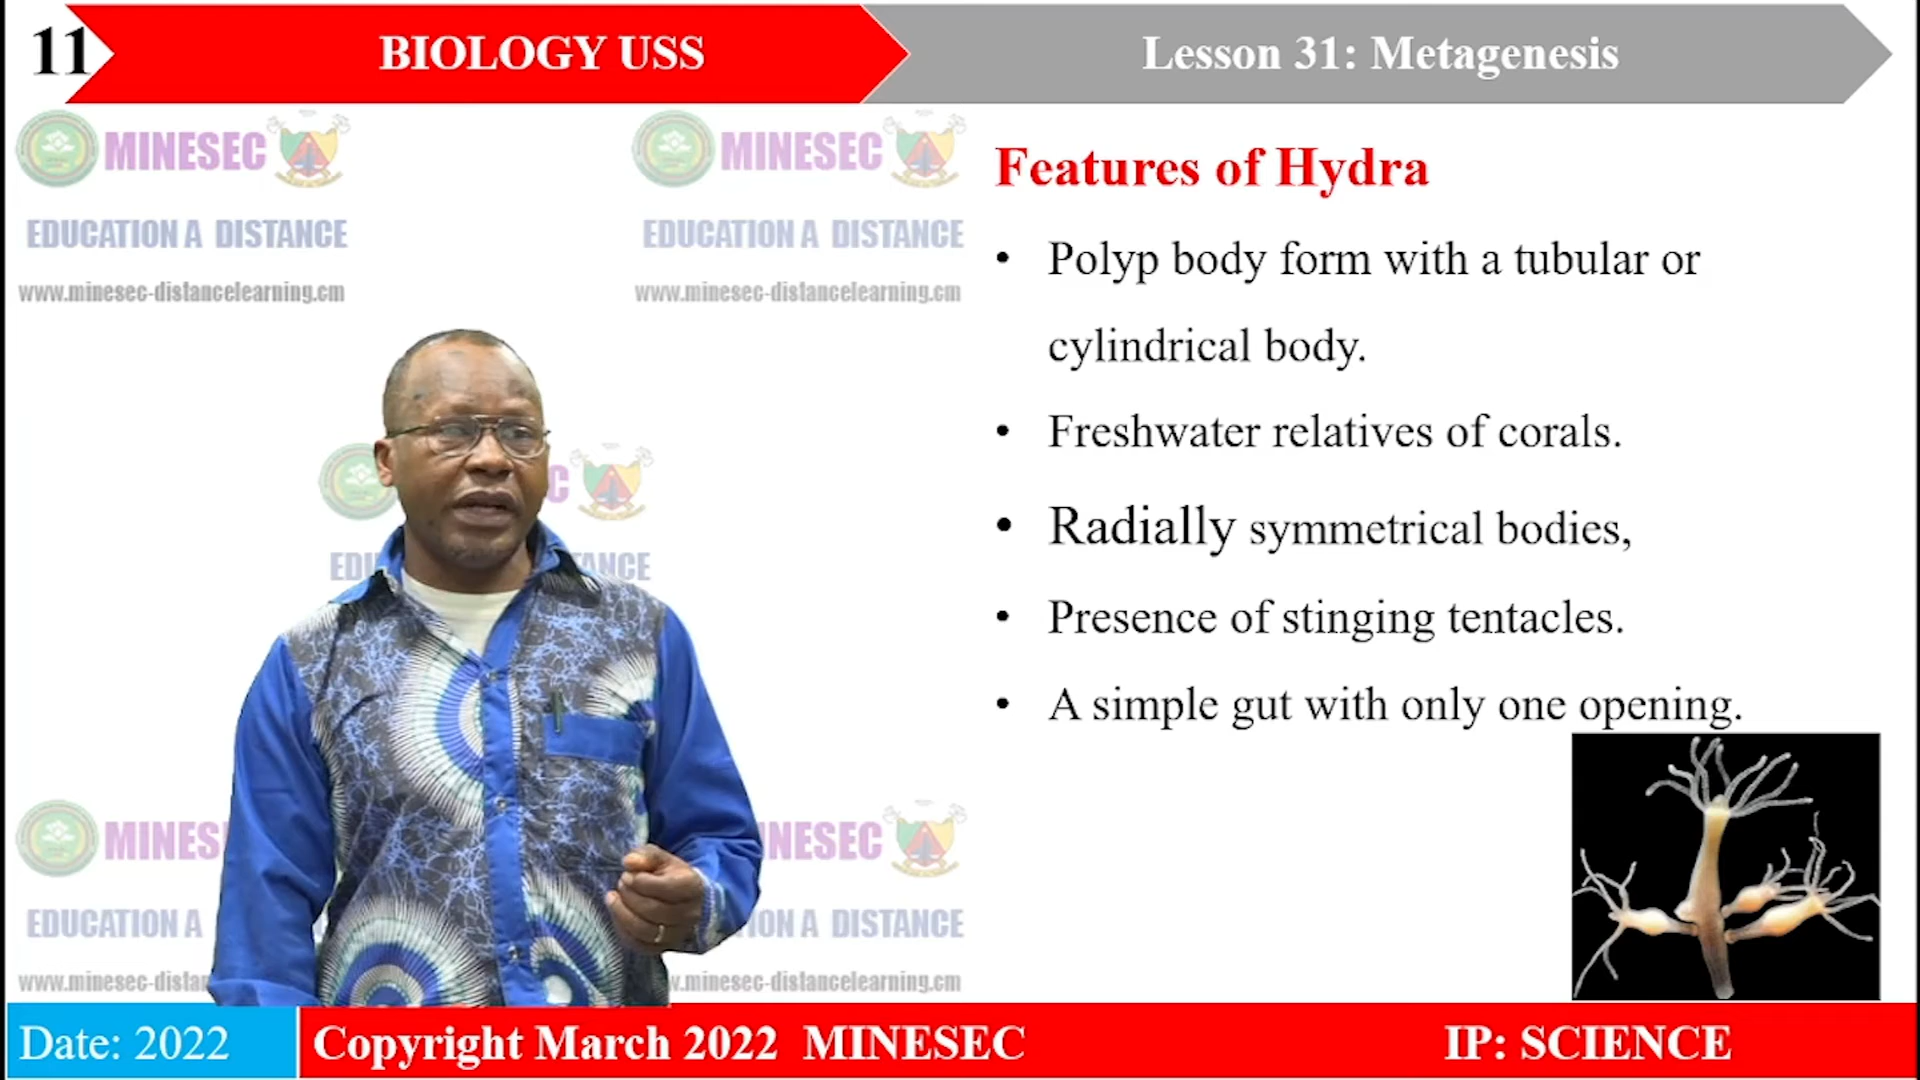 11
BIOLOGY USS
Lesson 31: Metagenesis
MINESEC
EDUCATION A DISTANCE
www.minesec-distancelearning.cm
MINESEC
EDUCATION A DISTANCE
www.minesec-distancelearning.cm
Features of Hydra
• Polyp body form with a tubular or
cylindrical body.
• Freshwater relatives of corals.
• Radially symmetrical bodies,
• Presence of stinging tentacles.
• A simple gut with only one opening.
C
EDU
ANCE
MINES
EDUCATION A
www.minesec-distan
INESEC
ION A DISTANCE
.minesec-distancelearning.cm
Date: 2022
Copyright March 2022 MINESEC
IP: SCIENCE